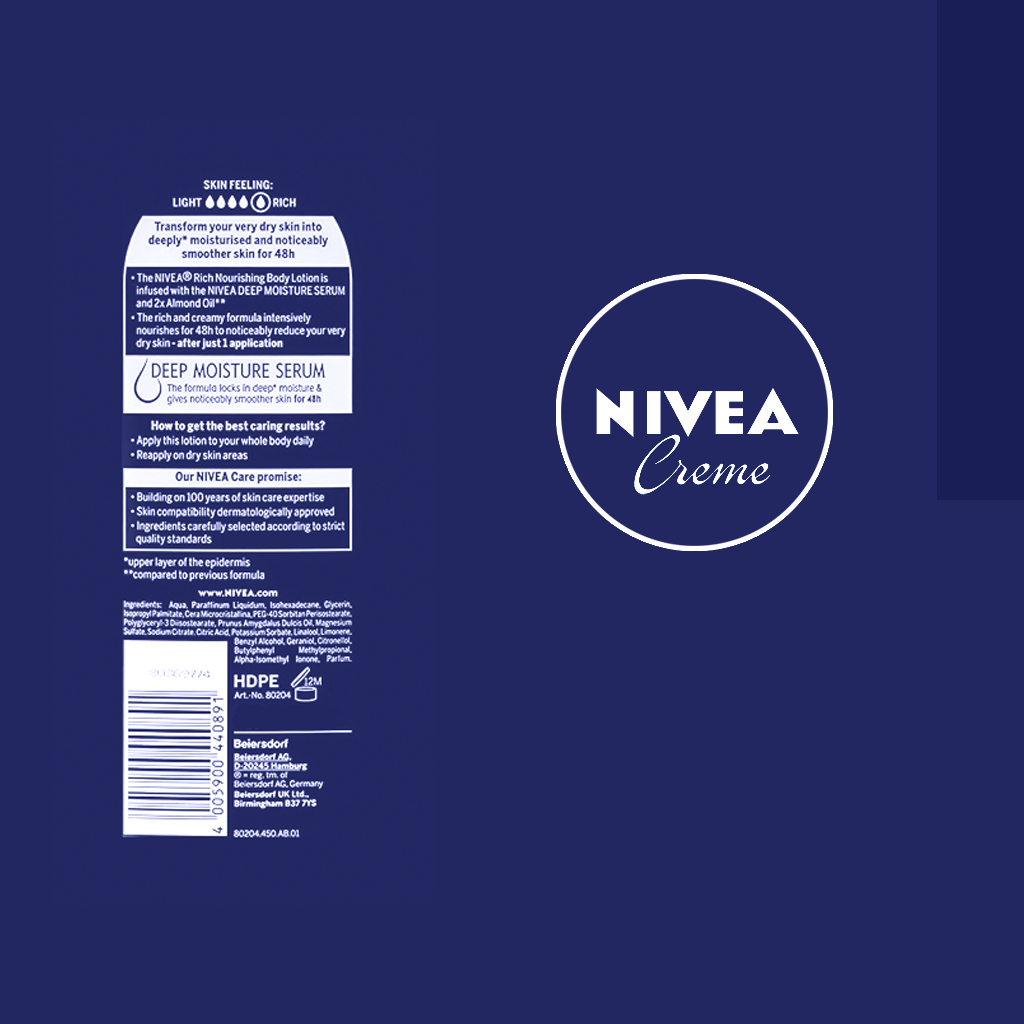 SKIN FEELING:
LIGHT RICH
Transform your very dry skin into
deeply* moisturised and noticeably
smoother skin for 48h
• The NIVEA® Rich Nourishing Body Lotion is
infused with the NIVEA DEEP MOISTURE SERUM
and 2x Almond Oil**
• The rich and creamy formula intensively
nourishes for 48h to noticeably reduce your very
dry skin - after just 1 application
DEEP MOISTURE SERUM
The formula locks in deep* moisture &
gives noticeably smoother skin for 48h
How to get the best caring results?
• Apply this lotion to your whole body daily
• Reapply on dry skin areas
Our NIVEA Care promise:
• Building on 100 years of skin care expertise
• Skin compatibility dermatologically approved
• Ingredients carefully selected according to strict
quality standards
*upper layer of the epidermis
**compared to previous formula
www.NIVEA.com
Ingredients: Aqua, Paraffinum Liquidum, Isohexadecane, Glycerin,
Isopropyl Palmitate, Cera Microcristallina, PEG-40 Sorbitan Perisostearate,
Polyglyceryl-3 Diisostearate, Prunus Amygdalus Dulcis Oil, Magnesium
Sulfate, Sodium Citrate, Citric Acid, Potassium Sorbate, Linalool, Limonene,
Benzyl Alcohol, Geraniol, Citronellol,
Butylphenyl Methylpropional,
Alpha-Isomethyl Ionone, Parfum.
HDPE
12M
Art.-No. 80204
4 005900 440891
Beiersdorf
Beiersdorf AG,
D-20245 Hamburg
® = reg. tm. of
Beiersdorf AG, Germany
Beiersdorf UK Ltd.,
Birmingham B37 7YS
80204.450.AB.01
NIVEA
Creme